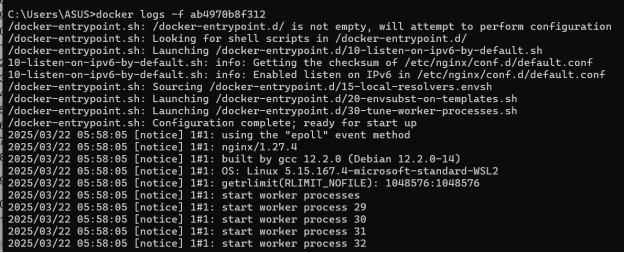 C:\Users\ASUS>docker logs -f ab4970b8f312
/docker-entrypoint.sh: /docker-entrypoint.d/ is not empty, will attempt to perform configuration
/docker-entrypoint.sh: Looking for shell scripts in /docker-entrypoint.d/
/docker-entrypoint.sh: Launching /docker-entrypoint.d/10-listen-on-ipv6-by-default.sh
10-listen-on-ipv6-by-default.sh: info: Getting the checksum of /etc/nginx/conf.d/default.conf
10-listen-on-ipv6-by-default.sh: info: Enabled listen on IPv6 in /etc/nginx/conf.d/default.conf
/docker-entrypoint.sh: Sourcing /docker-entrypoint.d/15-local-resolvers.envsh
/docker-entrypoint.sh: Launching /docker-entrypoint.d/20-envsubst-on-templates.sh
/docker-entrypoint.sh: Launching /docker-entrypoint.d/30-tune-worker-processes.sh
/docker-entrypoint.sh: Configuration complete; ready for start up
2025/03/22 05:58:05 [notice] 1#1: using the "epoll" event method
2025/03/22 05:58:05 [notice] 1#1: nginx/1.27.4
2025/03/22 05:58:05 [notice] 1#1: built by gcc 12.2.0 (Debian 12.2.0-14)
2025/03/22 05:58:05 [notice] 1#1: OS: Linux 5.15.167.4-microsoft-standard-WSL2
2025/03/22 05:58:05 [notice] 1#1: getrlimit(RLIMIT_NOFILE): 1048576:1048576
2025/03/22 05:58:05 [notice] 1#1: start worker processes
2025/03/22 05:58:05 [notice] 1#1: start worker process 29
2025/03/22 05:58:05 [notice] 1#1: start worker process 30
2025/03/22 05:58:05 [notice] 1#1: start worker process 31
2025/03/22 05:58:05 [notice] 1#1: start worker process 32